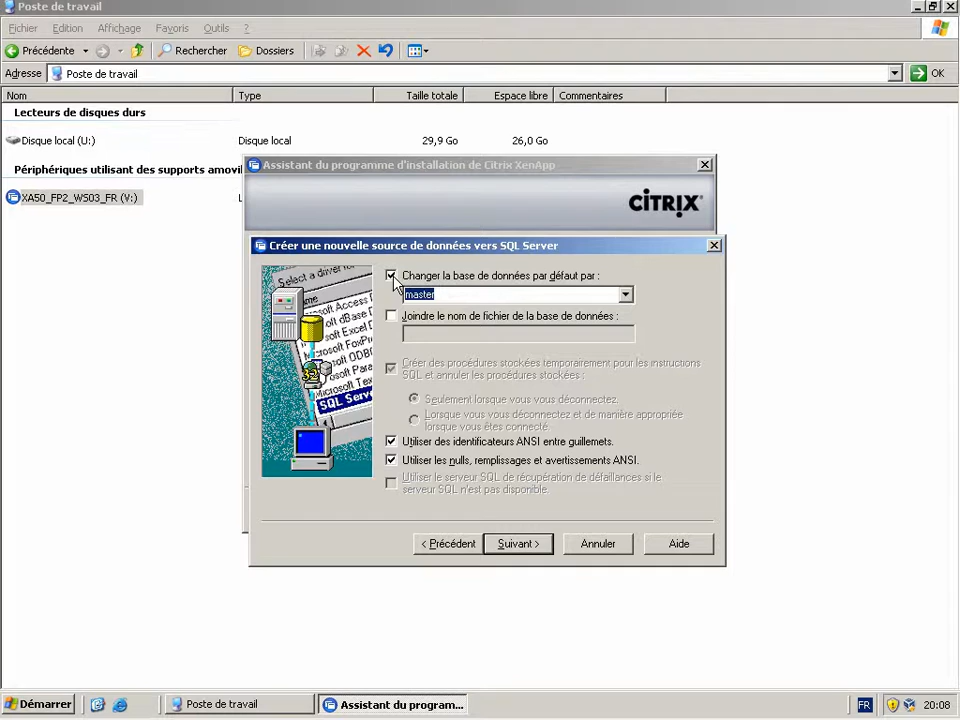 Poste de travail
Fichier Edition Affichage Favoris Outils ?
Précédente Rechercher Dossiers
Adresse Poste de travail OK
Nom Type Taille totale Espace libre Commentaires
Lecteurs de disques durs
Disque local (U:) Disque local 29,9 Go 26,0 Go
Périphériques utilisant des supports amovi
XA50_FP2_W503_FR (V:)
Assistant du programme d'installation de Citrix XenApp
CİTRIX
Créer une nouvelle source de données vers SQL Server
Select a driver
SQL Serve
Changer la base de données par défaut par :
master
Joindre le nom de fichier de la base de données :
Créer des procédures stockées temporairement pour les instructions
SQL et annuler les procédures stockées :
Seulement lorsque vous vous déconnectez.
Lorsque vous vous déconnectez et de manière appropriée
lorsque vous êtes connecté.
Utiliser des identificateurs ANSI entre guillemets.
Utiliser les nulls, remplissages et avertissements ANSI.
Utiliser le serveur SQL de récupération de défaillances si le
serveur SQL n'est pas disponible.
< Précédent Suivant > Annuler Aide
Démarrer Poste de travail Assistant du program... FR 20:08